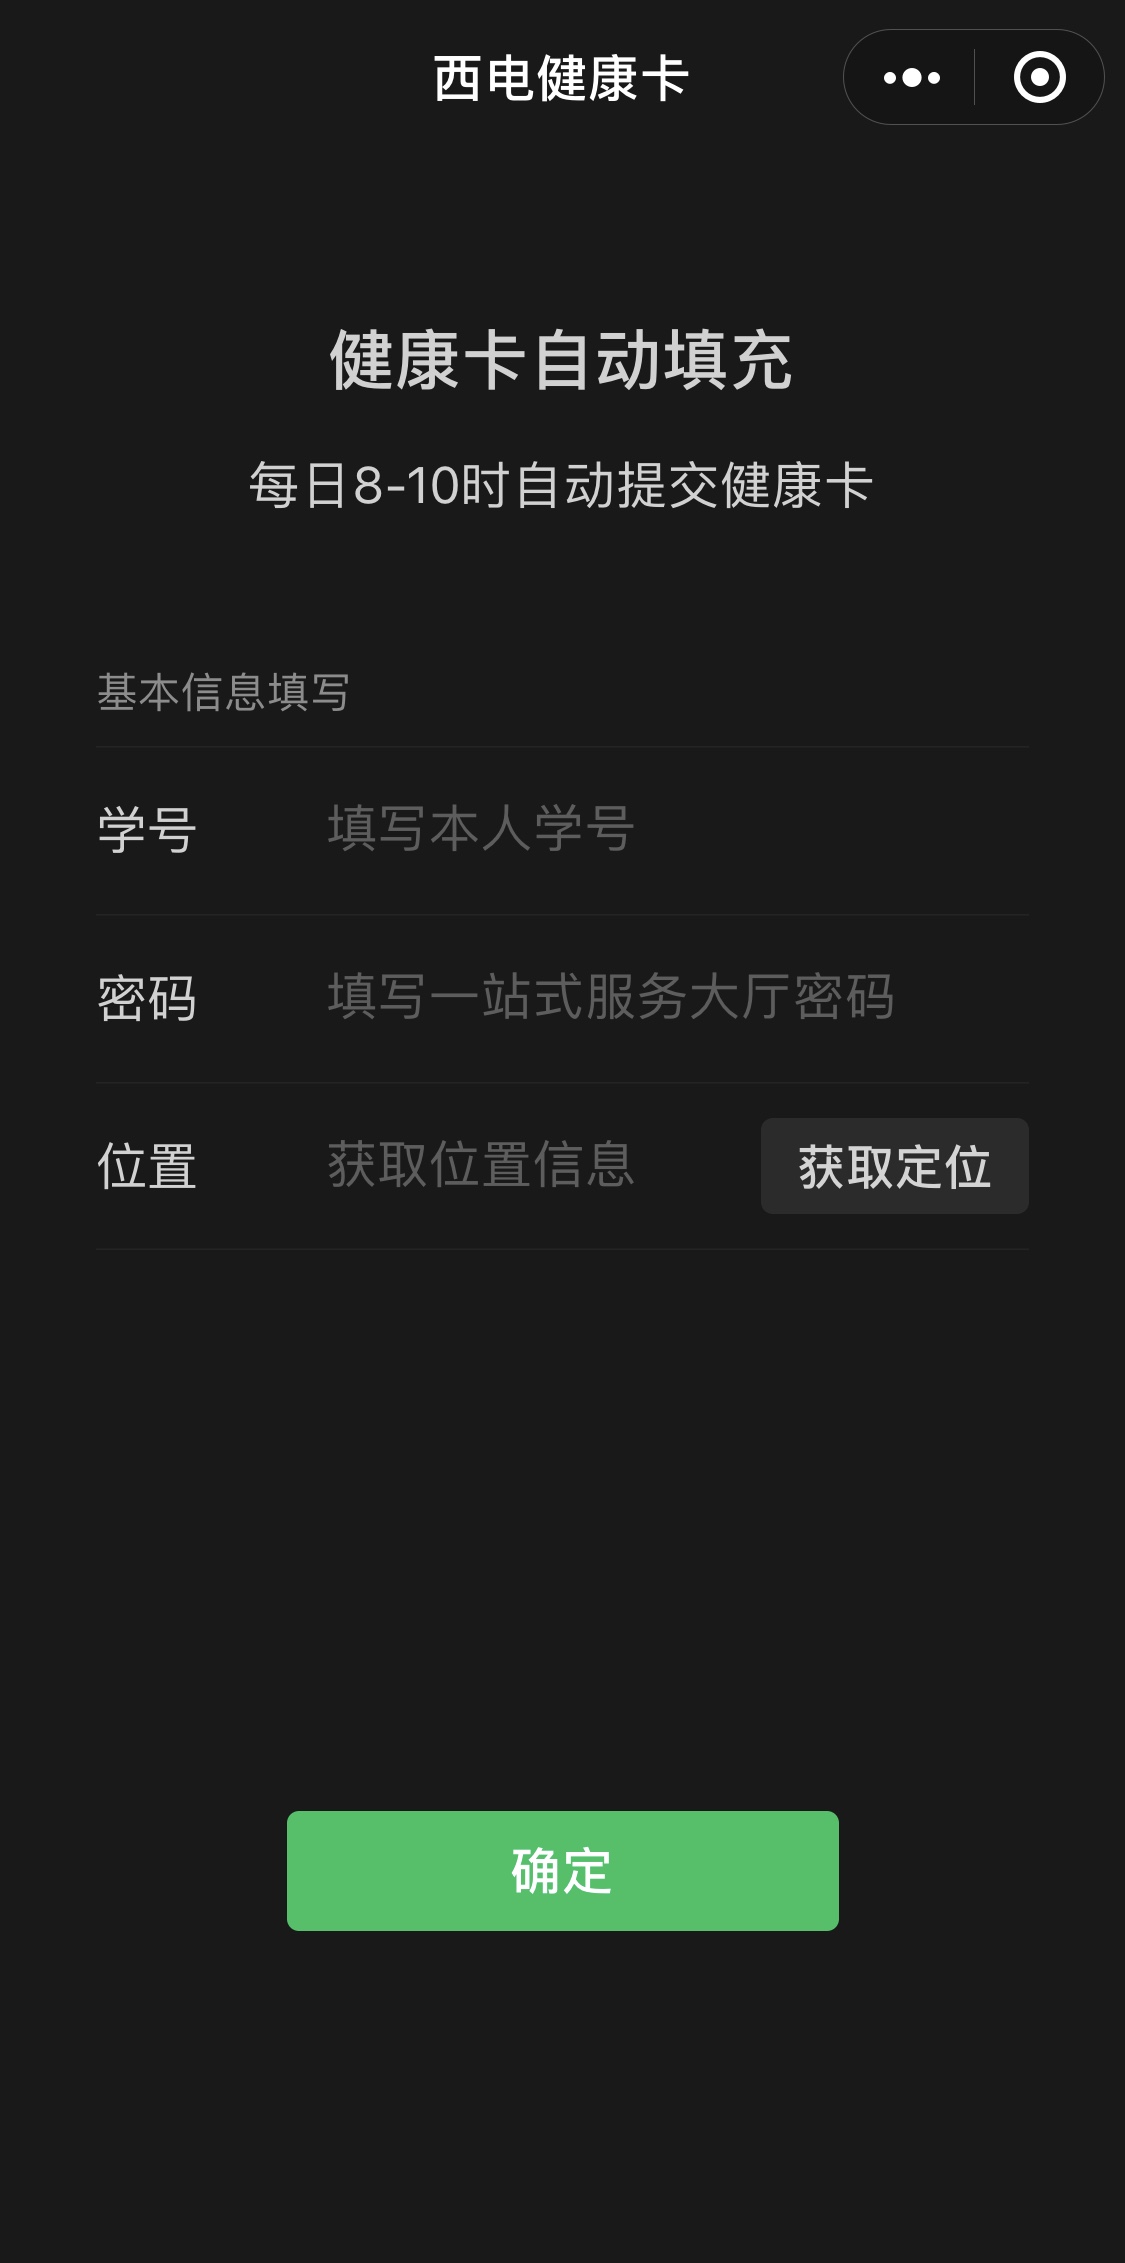 西电健康卡
健康卡自动填充
每日8-10时自动提交健康卡
基本信息填写
学号 填写本人学号
密码 填写一站式服务大厅密码
位置 获取位置信息 获取定位
确定